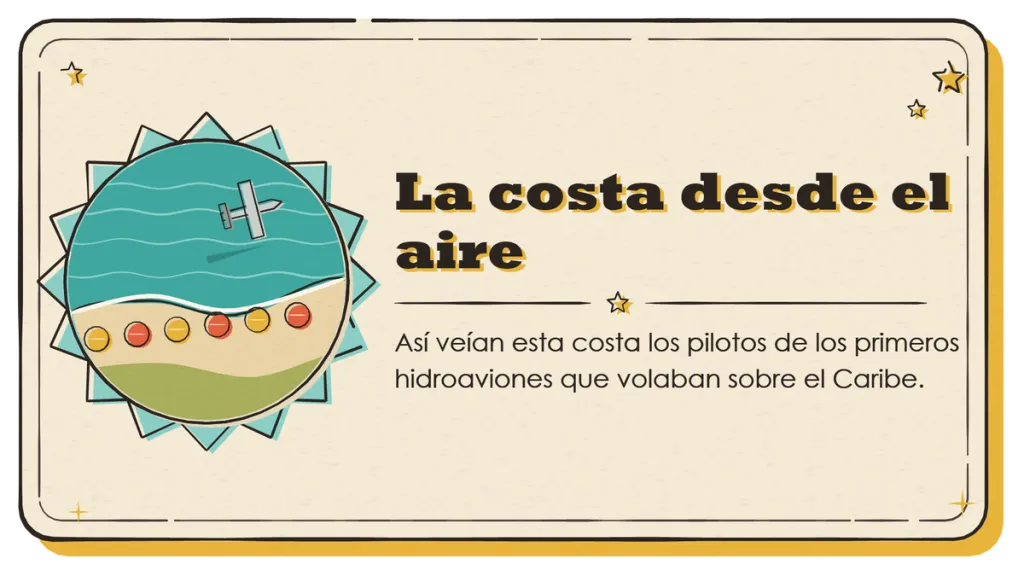 La costa desde el
aire
Así veían esta costa los pilotos de los primeros
hidroaviones que volaban sobre el Caribe.